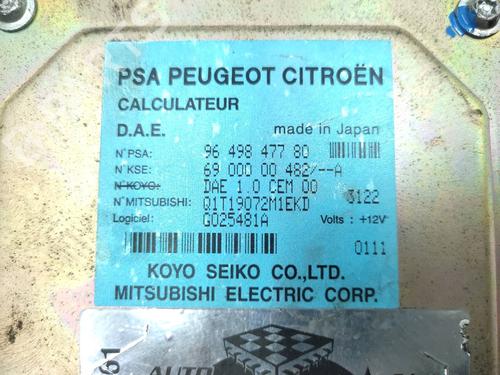 PSA PEUGEOT CITROËN
CALCULATEUR
D.A.E. made in Japan
N°PSA: 96 498 477 80
N°KSE: 69 000 00 482/--A
N°KOYO: DAE 1.0 CEM 00
N°MITSUBISHI: Q1T19072M1EKD 3122
Logiciel: G025481A Volts : +12V
0111
KOYO SEIKO CO.,LTD.
MITSUBISHI ELECTRIC CORP.
AUTO